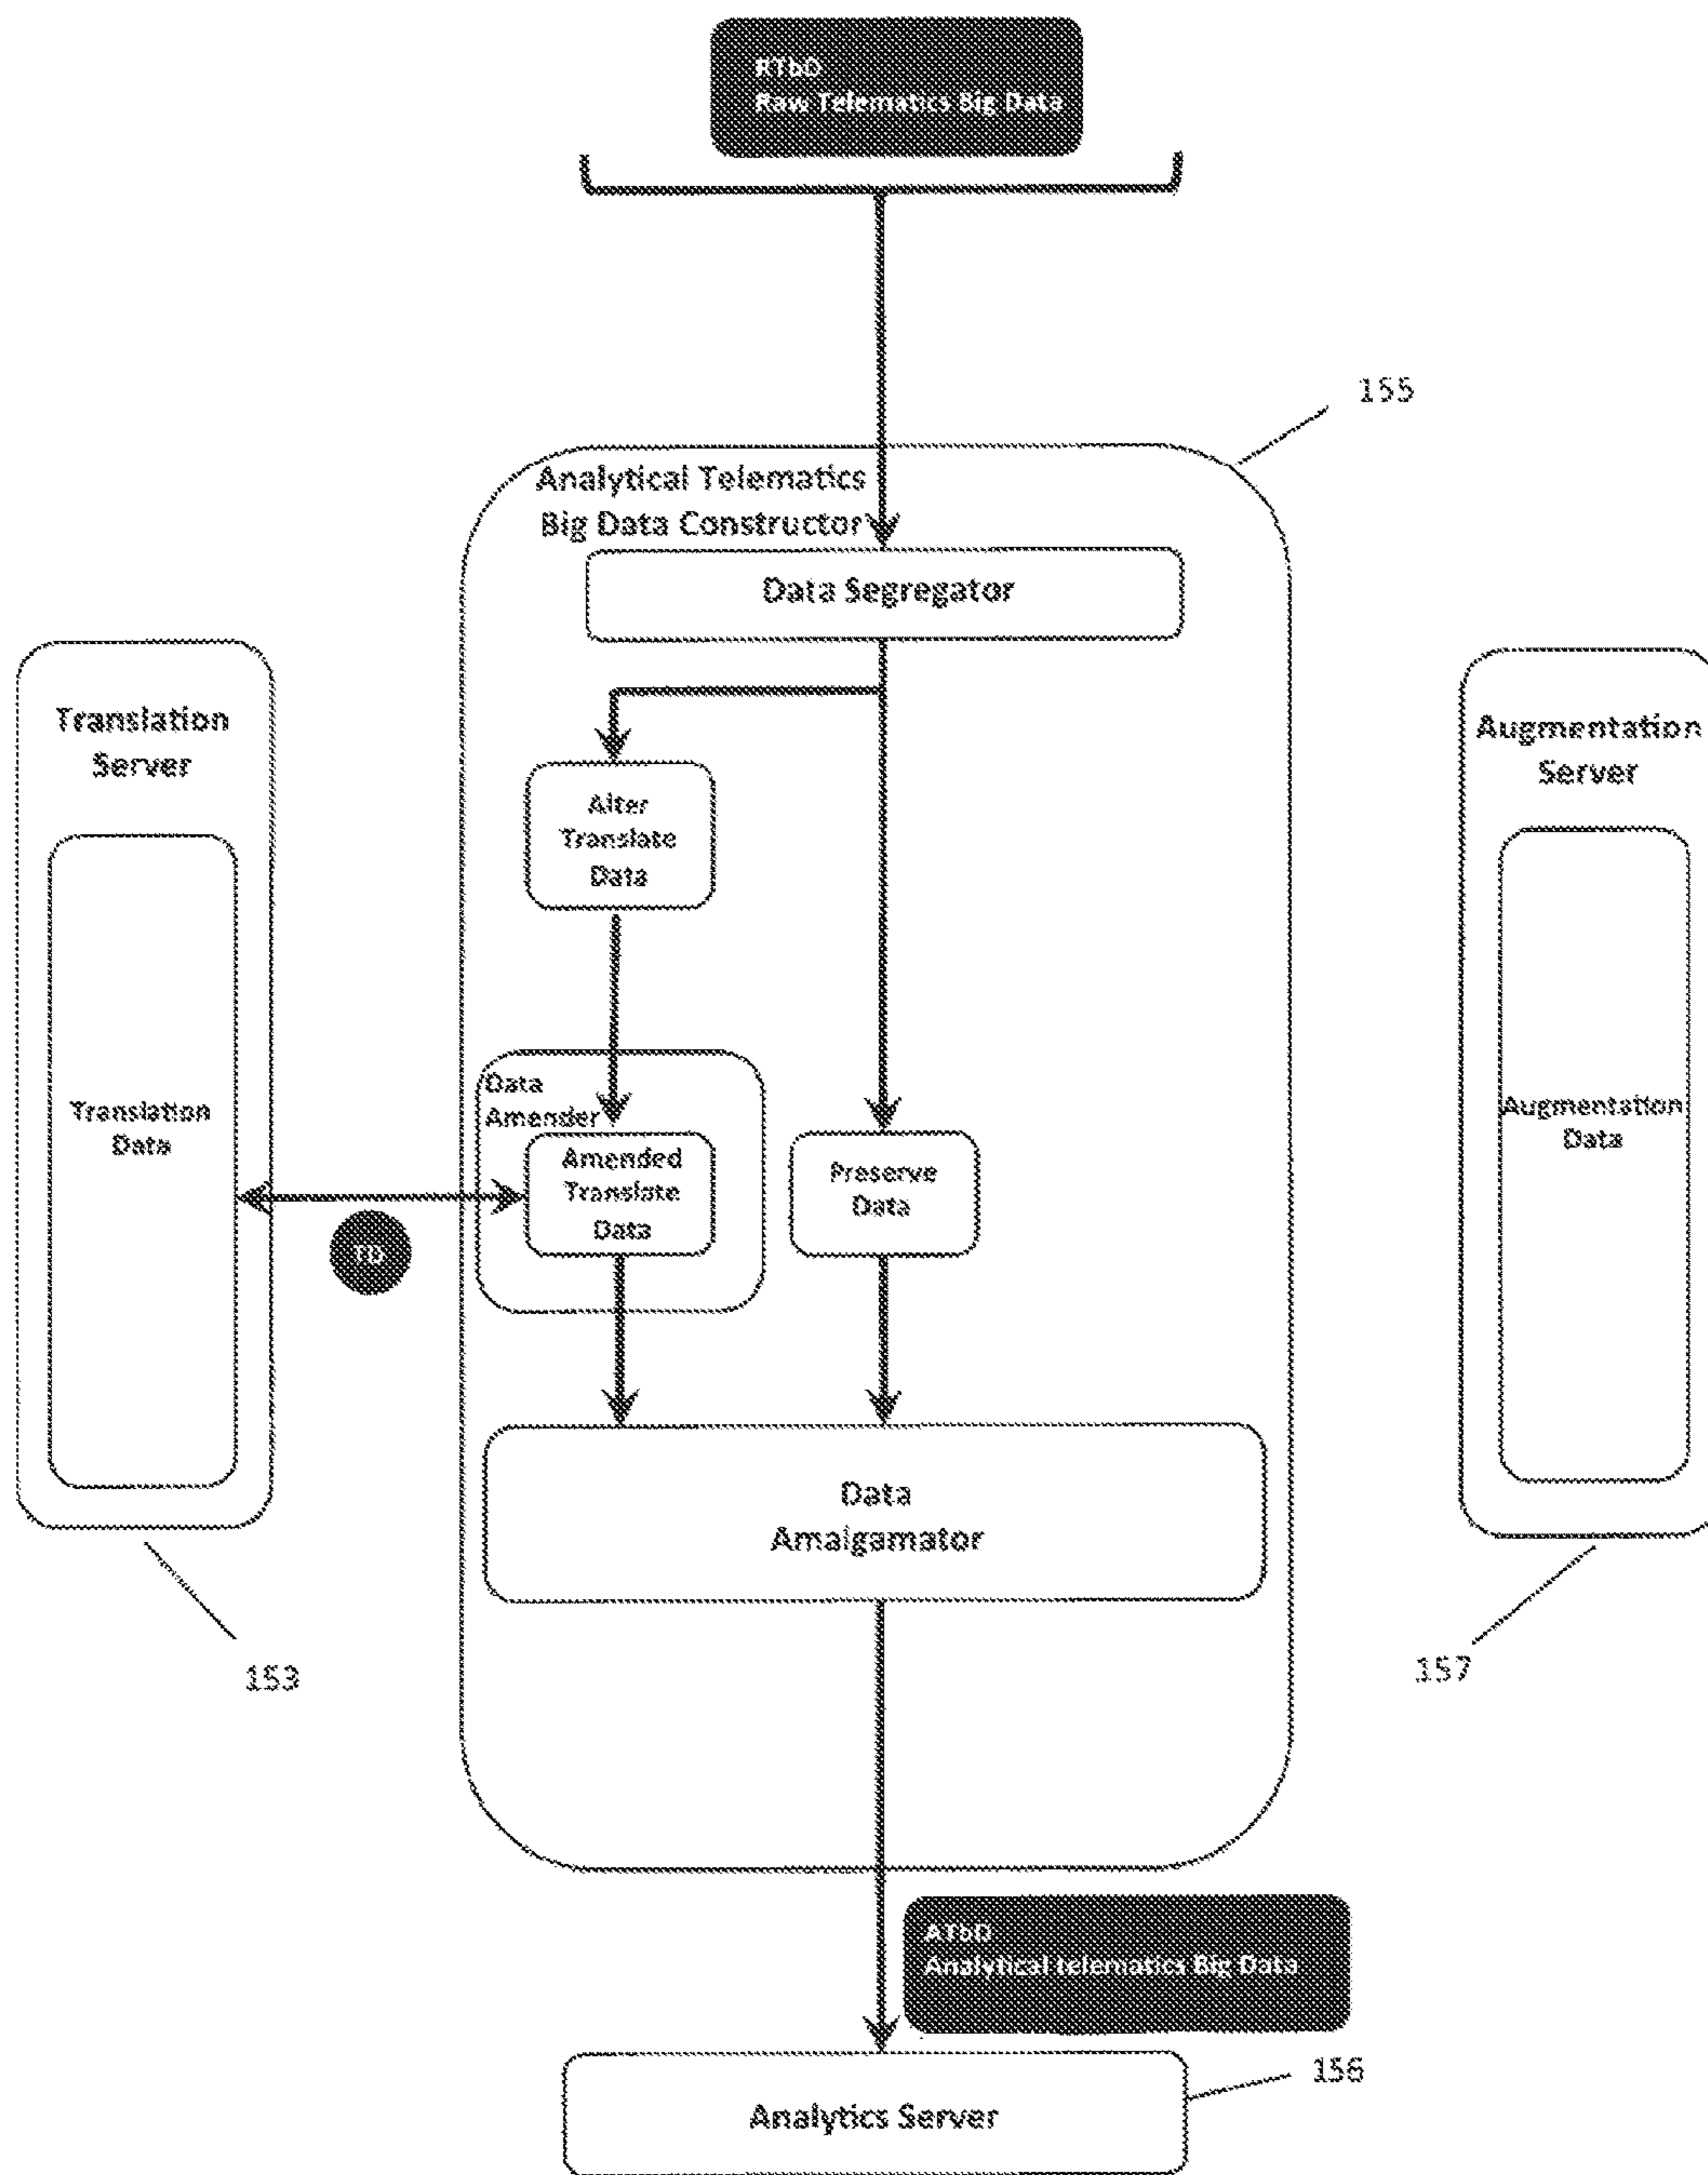 RTbD
Raw Telematics Big Data
155
Analytical Telematics
Big Data Constructor
Data Segregator
Translation
Server
Augmentation
Server
Alter
Translate
Data
Data
Amender
Translation
Data
Amended
Translate
Data
Preserve
Data
Augmentation
Data
TD
Data
Amalgamator
153
157
ATbD
Analytical telematics Big Data
156
Analytics Server